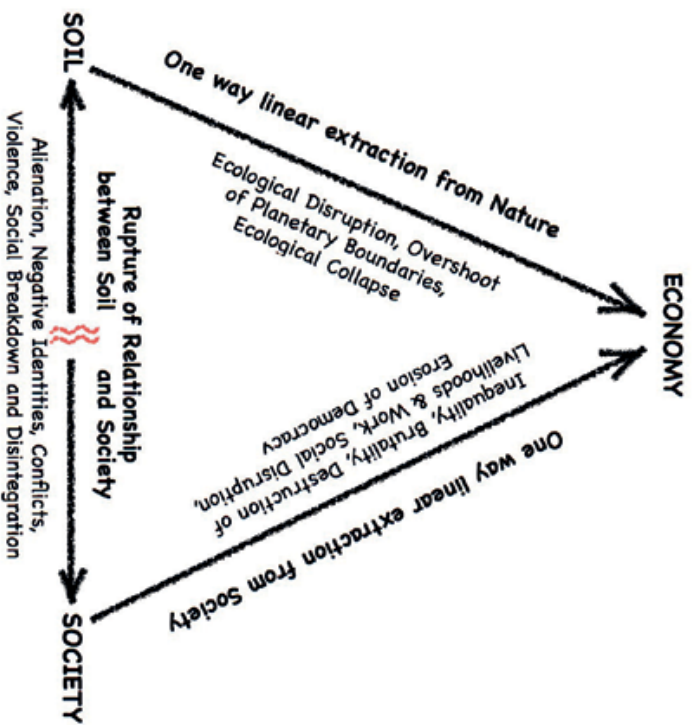 ECONOMY
One way linear extraction from Nature
Ecological Disruption, Overshoot
of Planetary Boundaries,
Ecological Collapse
One way linear extraction from Society
Inequality, Brutality, Destruction of
Livelihoods & Work, Social Disruption,
Erosion of Democracy
Rupture of Relationship
between Soil and Society
SOIL
SOCIETY
Alienation, Negative Identities, Conflicts,
Violence, Social Breakdown and Disintegration